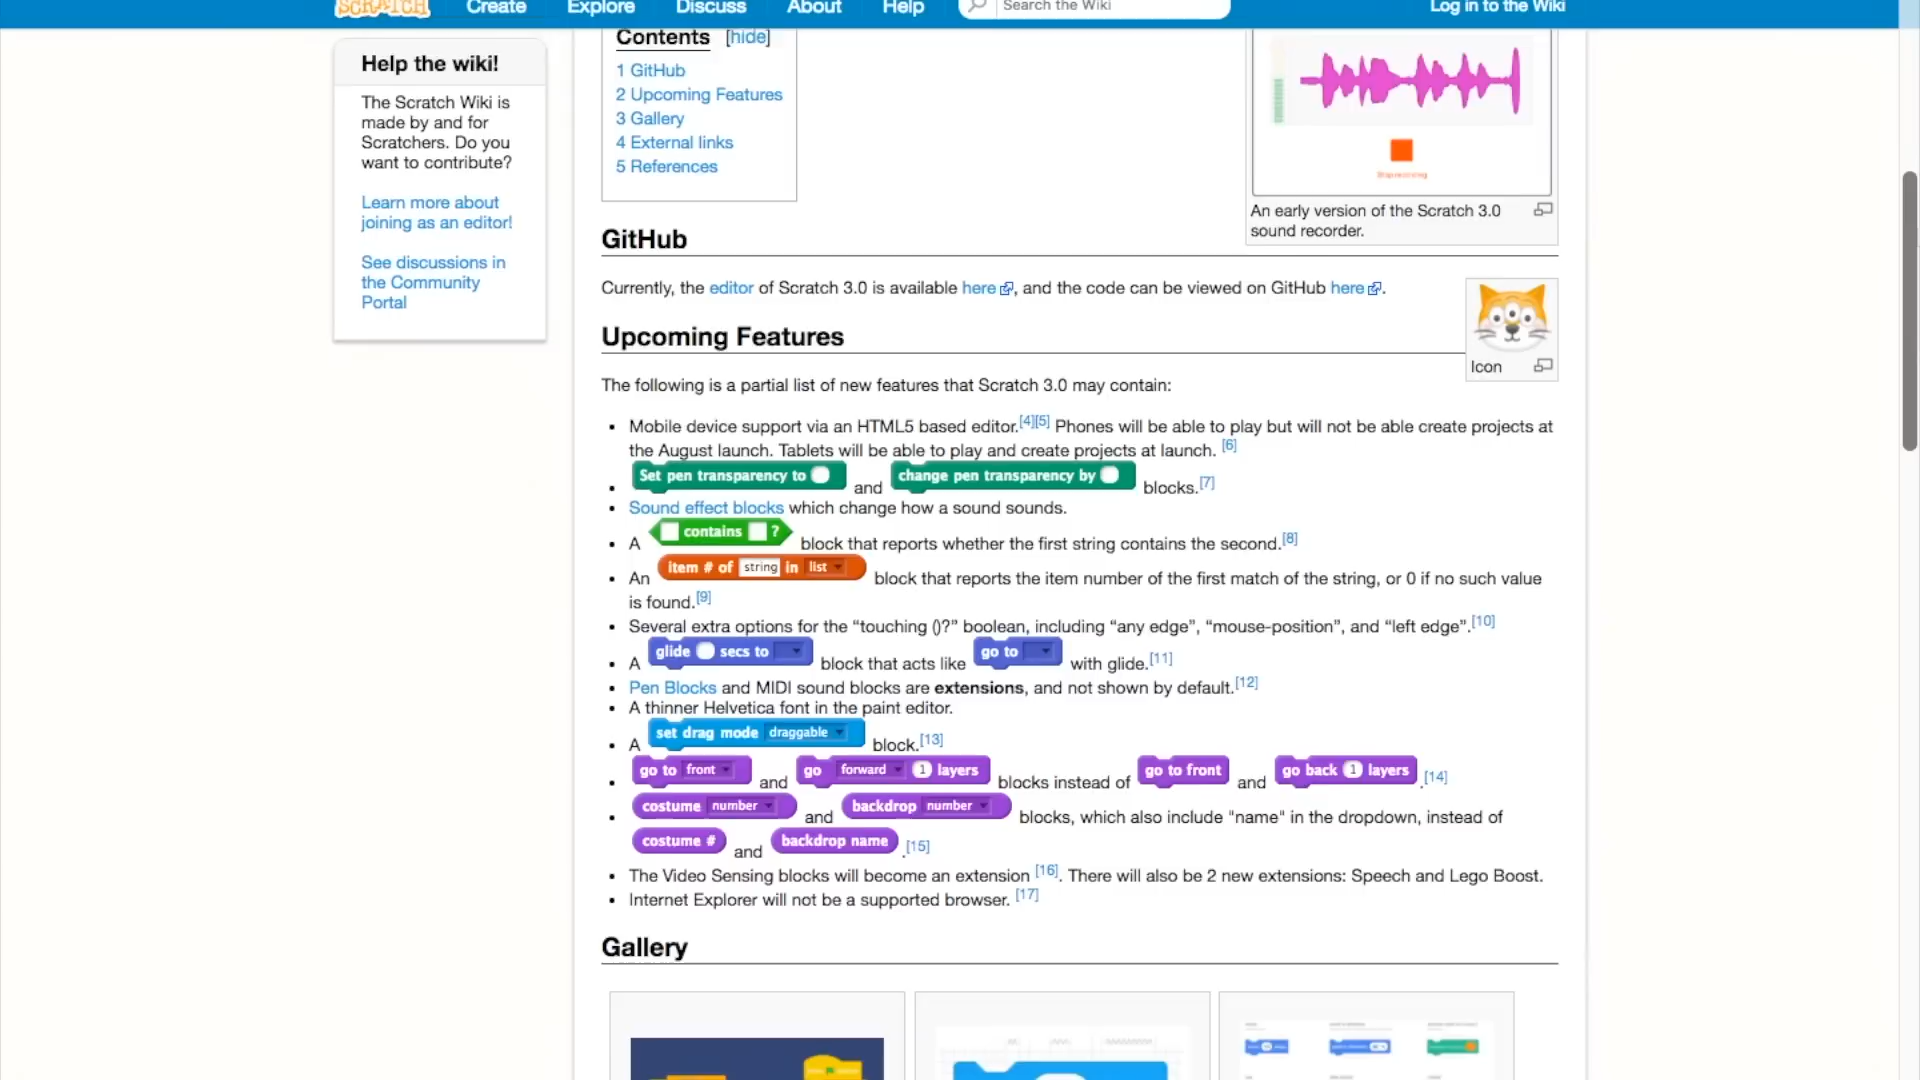 SCRATCH Create Explore Discuss About Help Search the Wiki Log in to the Wiki
Help the wiki!
The Scratch Wiki is
made by and for
Scratchers. Do you
want to contribute?
Learn more about
joining as an editor!
See discussions in
the Community
Portal
Contents [hide]
1 GitHub
2 Upcoming Features
3 Gallery
4 External links
5 References
An early version of the Scratch 3.0
sound recorder.
GitHub
Currently, the editor of Scratch 3.0 is available here, and the code can be viewed on GitHub here.
Icon
Upcoming Features
The following is a partial list of new features that Scratch 3.0 may contain:
• Mobile device support via an HTML5 based editor.[4][5] Phones will be able to play but will not be able create projects at
the August launch. Tablets will be able to play and create projects at launch. [6]
• Set pen transparency to and change pen transparency by blocks.[7]
• Sound effect blocks which change how a sound sounds.
• A contains ? block that reports whether the first string contains the second.[8]
• An item # of string in list block that reports the item number of the first match of the string, or 0 if no such value
is found.[9]
• Several extra options for the “touching ()?” boolean, including “any edge”, “mouse-position”, and “left edge”.[10]
• A glide secs to block that acts like go to with glide.[11]
• Pen Blocks and MIDI sound blocks are extensions, and not shown by default.[12]
• A thinner Helvetica font in the paint editor.
• A set drag mode draggable block.[13]
• go to front and go forward 1 layers blocks instead of go to front and go back 1 layers .[14]
• costume number and backdrop number blocks, which also include "name" in the dropdown, instead of
costume # and backdrop name .[15]
• The Video Sensing blocks will become an extension [16]. There will also be 2 new extensions: Speech and Lego Boost.
• Internet Explorer will not be a supported browser. [17]
Gallery